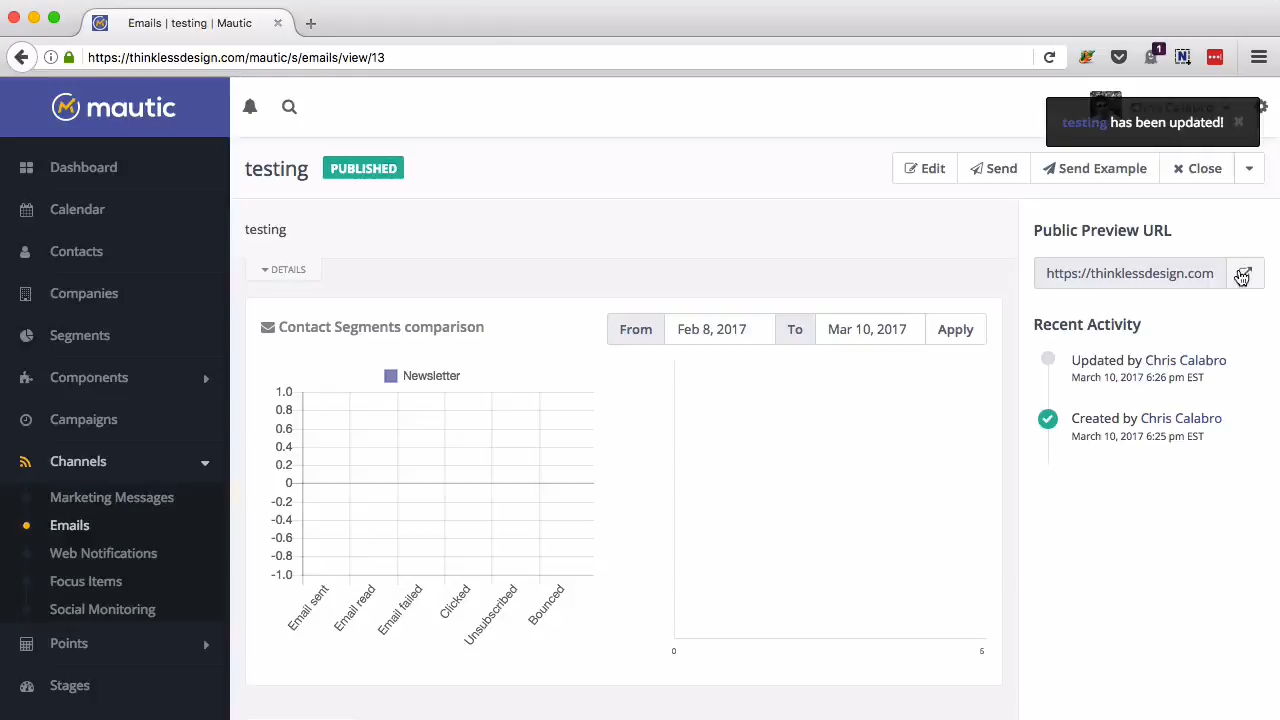 Emails | testing | Mautic
https://thinklessdesign.com/mautic/s/emails/view/13
1
N
mautic
Chris Calabro
testing has been updated!
testing PUBLISHED
Edit Send Send Example Close
Dashboard
Calendar
Contacts
Companies
Segments
Components
Campaigns
Channels
Marketing Messages
Emails
Web Notifications
Focus Items
Social Monitoring
Points
Stages
testing
DETAILS
Contact Segments comparison
From Feb 8, 2017 To Mar 10, 2017 Apply
Newsletter
1.0
0.8
0.6
0.4
0.2
0
-0.2
-0.4
-0.6
-0.8
-1.0
Email sent
Email read
Email failed
Clicked
Unsubscribed
Bounced
0 5
Public Preview URL
https://thinklessdesign.com
Recent Activity
Updated by Chris Calabro
March 10, 2017 6:26 pm EST
Created by Chris Calabro
March 10, 2017 6:25 pm EST